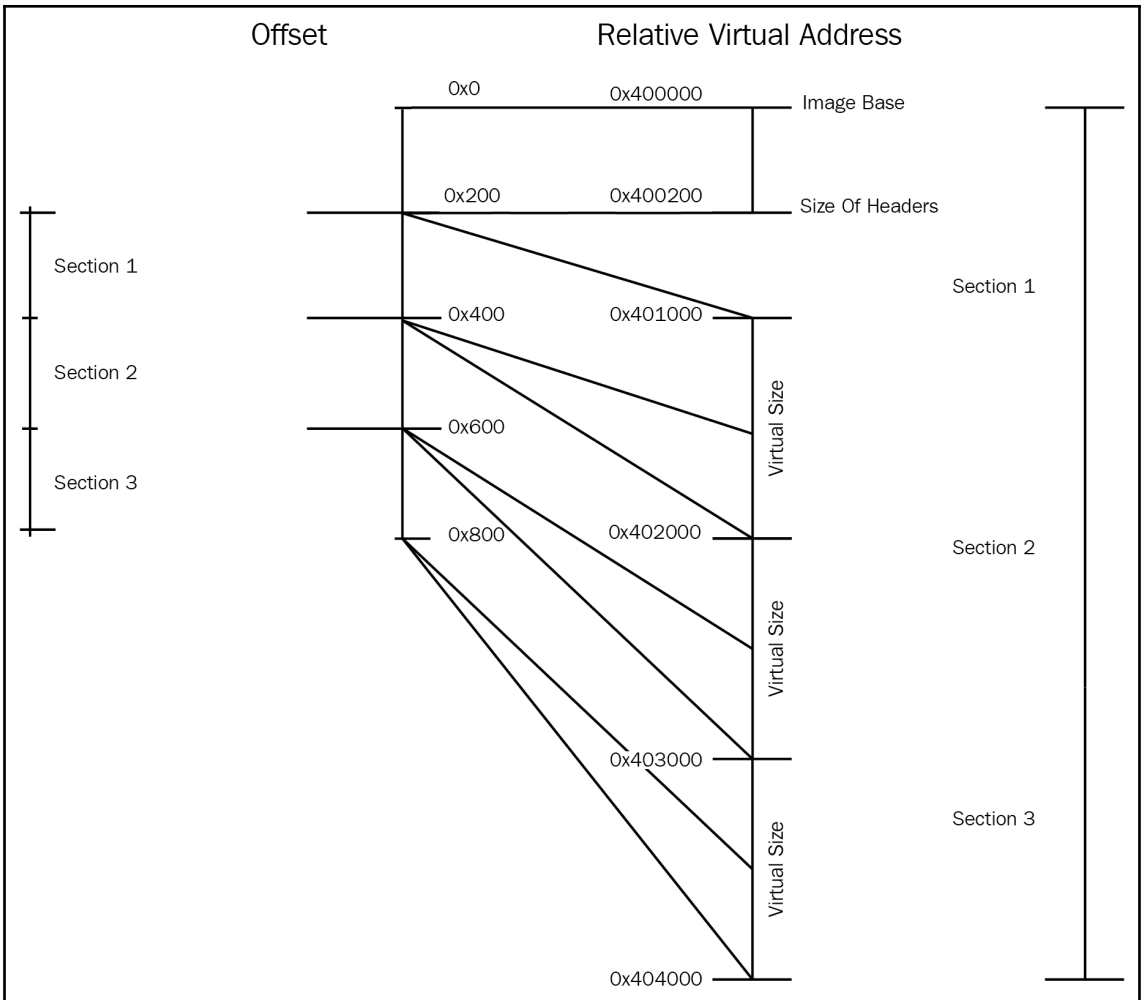 Offset Relative Virtual Address
0x0 0x400000 Image Base
0x200 0x400200 Size Of Headers
Section 1 Section 1
0x400 0x401000
Section 2 Virtual Size
0x600
Section 3
0x800 0x402000 Section 2
Virtual Size
0x403000
Section 3
Virtual Size
0x404000